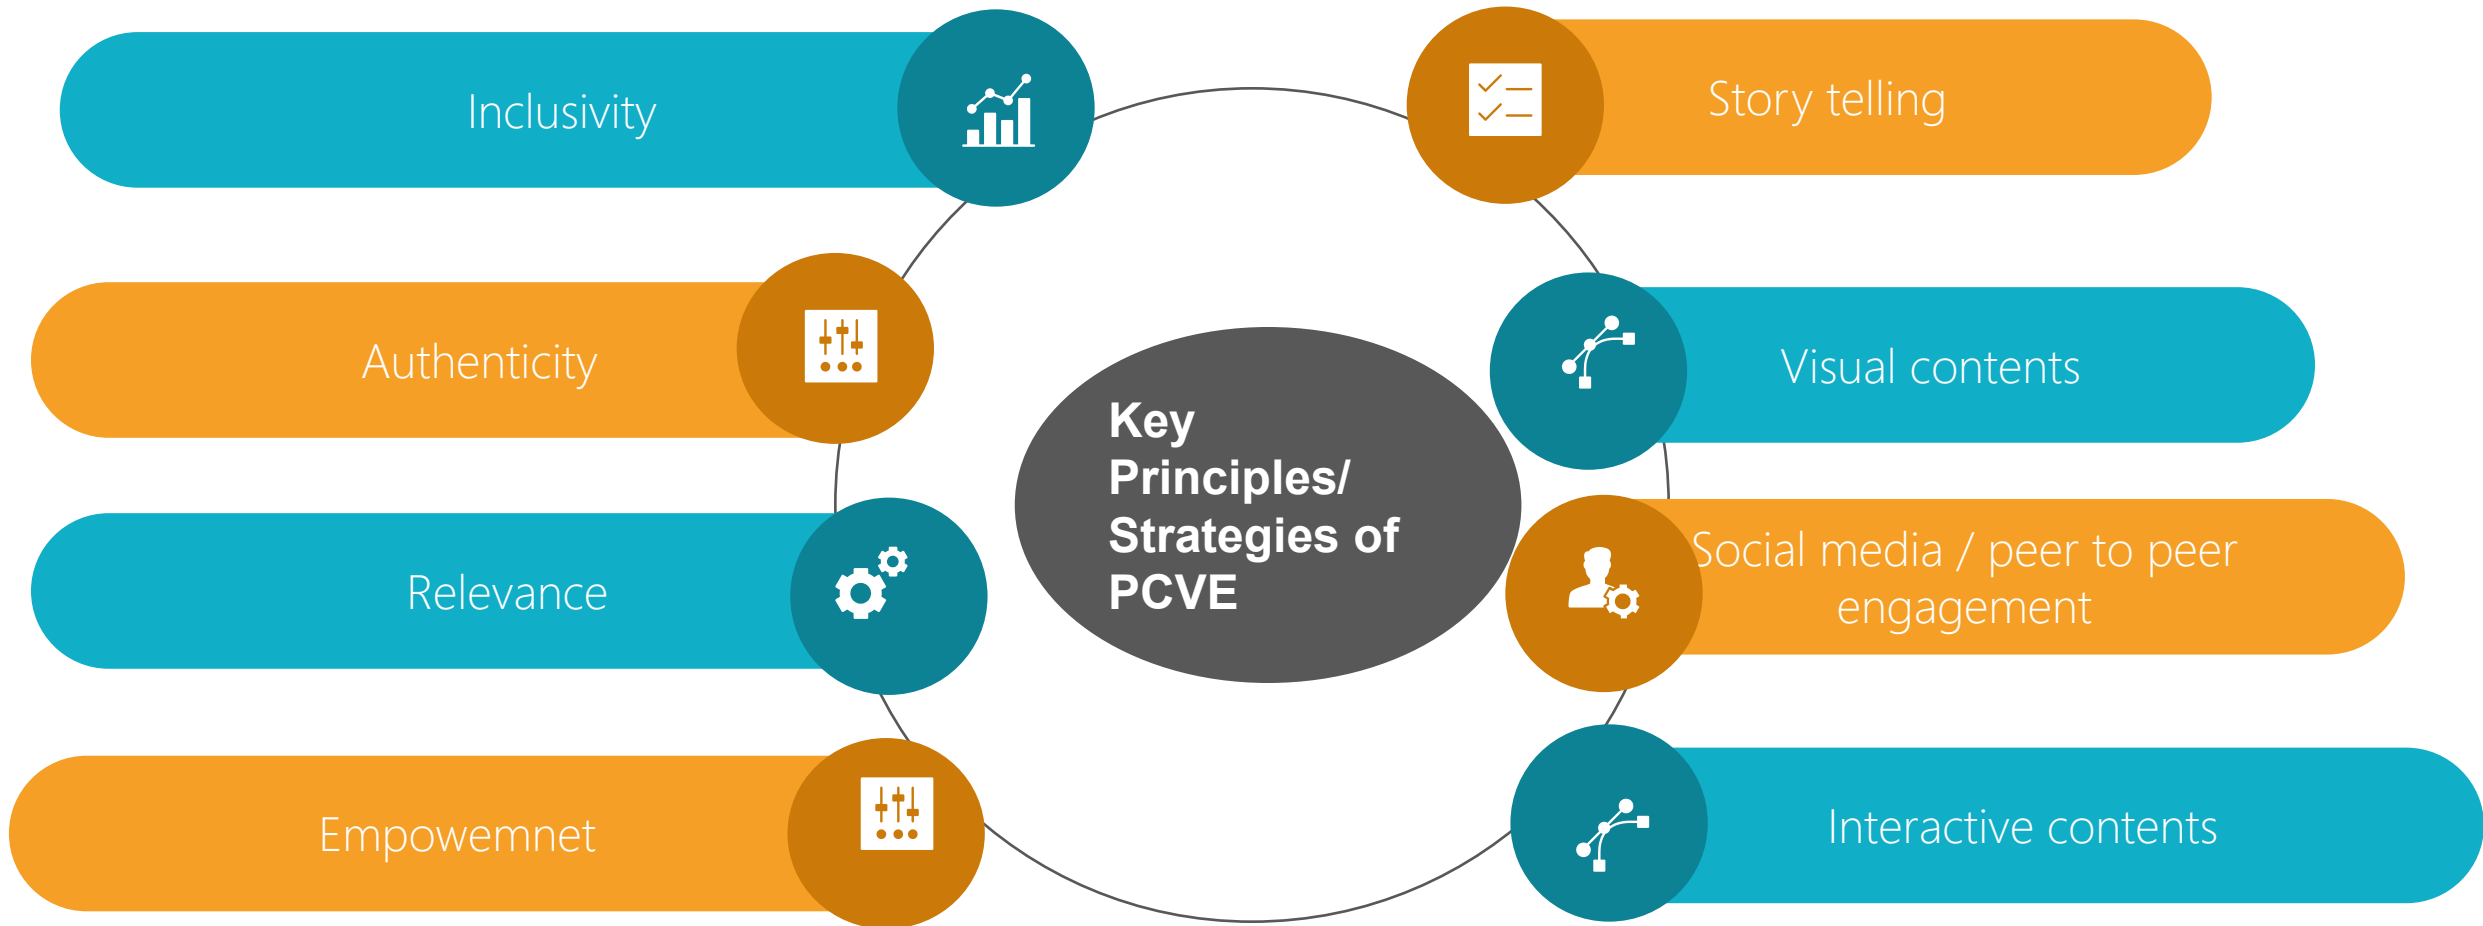 Inclusivity
Authenticity
Relevance
Empowemnet
Key
Principles/
Strategies of
PCVE
Story telling
Visual contents
Social media / peer to peer
engagement
Interactive contents